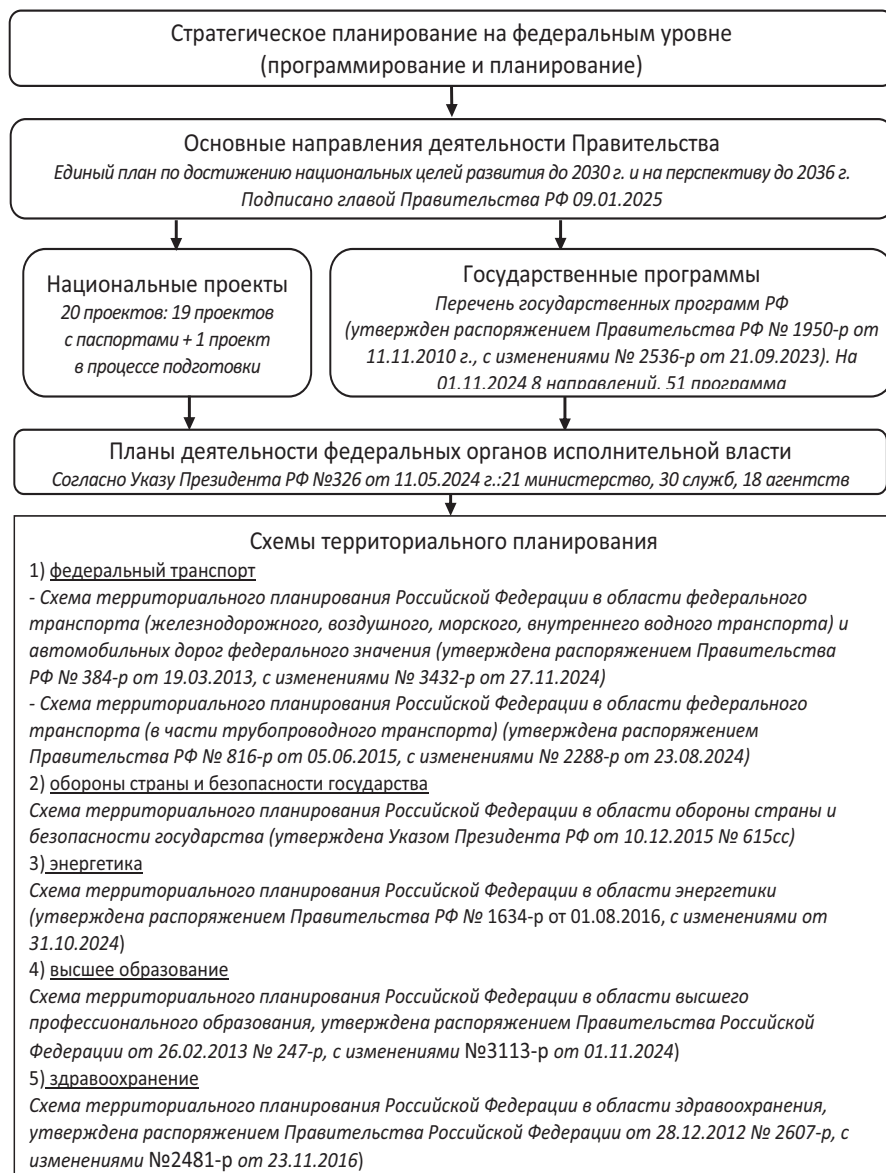 Стратегическое планирование на федеральным уровне
(программирование и планирование)
Основные направления деятельности Правительства
Единый план по достижению национальных целей развития до 2030 г. и на перспективу до 2036 г.
Подписано главой Правительства РФ 09.01.2025
Национальные проекты
20 проектов: 19 проектов
с паспортами + 1 проект
в процессе подготовки
Государственные программы
Перечень государственных программ РФ
(утвержден распоряжением Правительства РФ № 1950-р от
11.11.2010 г., с изменениями № 2536-р от 21.09.2023). На
01.11.2024 8 направлений, 51 программа
Планы деятельности федеральных органов исполнительной власти
Согласно Указу Президента РФ №326 от 11.05.2024 г.:21 министерство, 30 служб, 18 агентств
Схемы территориального планирования
1) федеральный транспорт
- Схема территориального планирования Российской Федерации в области федерального
транспорта (железнодорожного, воздушного, морского, внутреннего водного транспорта) и
автомобильных дорог федерального значения (утверждена распоряжением Правительства
РФ № 384-р от 19.03.2013, с изменениями № 3432-р от 27.11.2024)
- Схема территориального планирования Российской Федерации в области федерального
транспорта (в части трубопроводного транспорта) (утверждена распоряжением
Правительства РФ № 816-р от 05.06.2015, с изменениями № 2288-р от 23.08.2024)
2) обороны страны и безопасности государства
Схема территориального планирования Российской Федерации в области обороны страны и
безопасности государства (утверждена Указом Президента РФ от 10.12.2015 № 615сс)
3) энергетика
Схема территориального планирования Российской Федерации в области энергетики
(утверждена распоряжением Правительства РФ № 1634-р от 01.08.2016, с изменениями от
31.10.2024)
4) высшее образование
Схема территориального планирования Российской Федерации в области высшего
профессионального образования, утверждена распоряжением Правительства Российской
Федерации от 26.02.2013 № 247-р, с изменениями №3113-р от 01.11.2024)
5) здравоохранение
Схема территориального планирования Российской Федерации в области здравоохранения,
утверждена распоряжением Правительства Российской Федерации от 28.12.2012 № 2607-р, с
изменениями №2481-р от 23.11.2016)